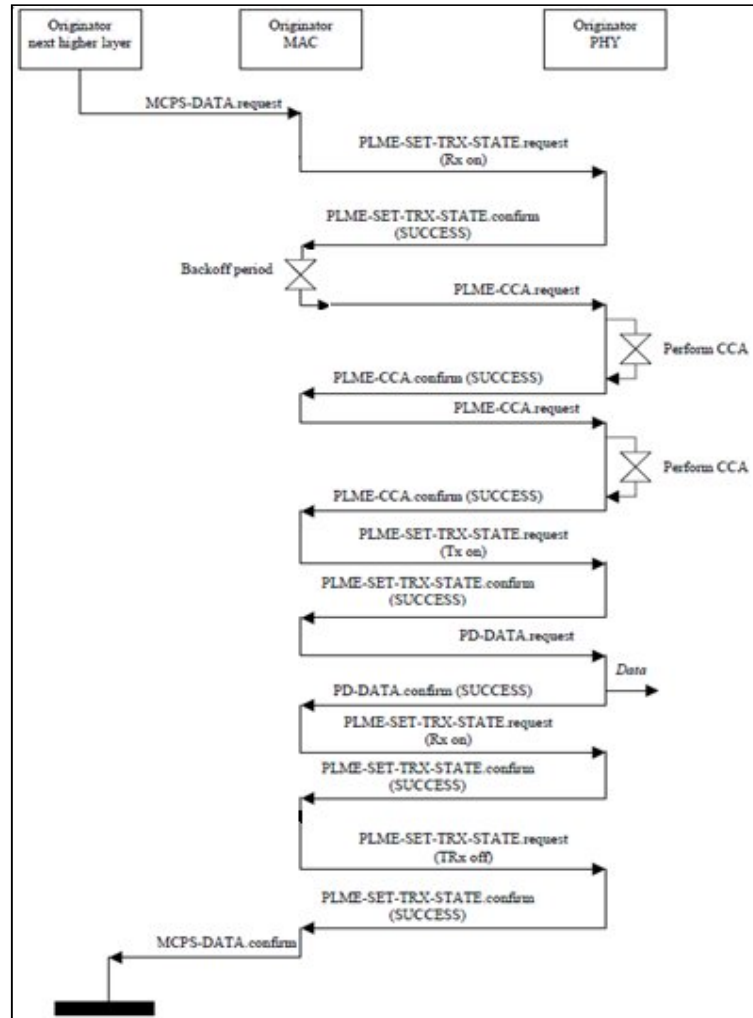 Originator
next higher layer
Originator
MAC
Originator
PHY
MCPS-DATA.request
PLME-SET-TRX-STATE.request
(Rx on)
PLME-SET-TRX-STATE.confirm
(SUCCESS)
Backoff period
PLME-CCA.request
Perform CCA
PLME-CCA.confirm (SUCCESS)
PLME-CCA.request
Perform CCA
PLME-CCA.confirm (SUCCESS)
PLME-SET-TRX-STATE.request
(Tx on)
PLME-SET-TRX-STATE.confirm
(SUCCESS)
PD-DATA.request
Data
PD-DATA.confirm (SUCCESS)
PLME-SET-TRX-STATE.request
(Rx on)
PLME-SET-TRX-STATE.confirm
(SUCCESS)
PLME-SET-TRX-STATE.request
(TRx off)
PLME-SET-TRX-STATE.confirm
(SUCCESS)
MCPS-DATA.confirm